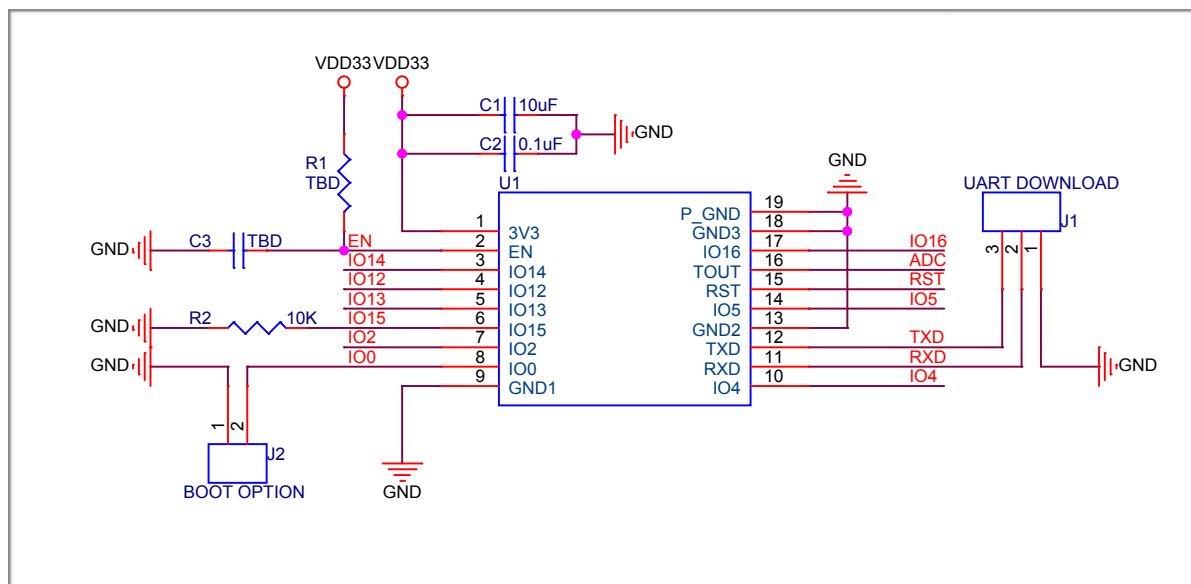 VDD33 VDD33
C1 10uF
GND
C2 0.1uF
R1
TBD
U1
GND
UART DOWNLOAD
J1
3 2 1
GND C3 TBD EN
IO14
IO12
IO13
GND R2 10K IO15
IO2
GND IO0
1 3V3
2 EN
3 IO14
4 IO12
5 IO13
6 IO15
7 IO2
8 IO0
9 GND1
P_GND 19
GND3 18
IO16 17 IO16
TOUT 16 ADC
RST 15 RST
IO5 14 IO5
GND2 13
TXD 12 TXD
RXD 11 RXD
IO4 10 IO4
GND
1 2
J2
BOOT OPTION
GND